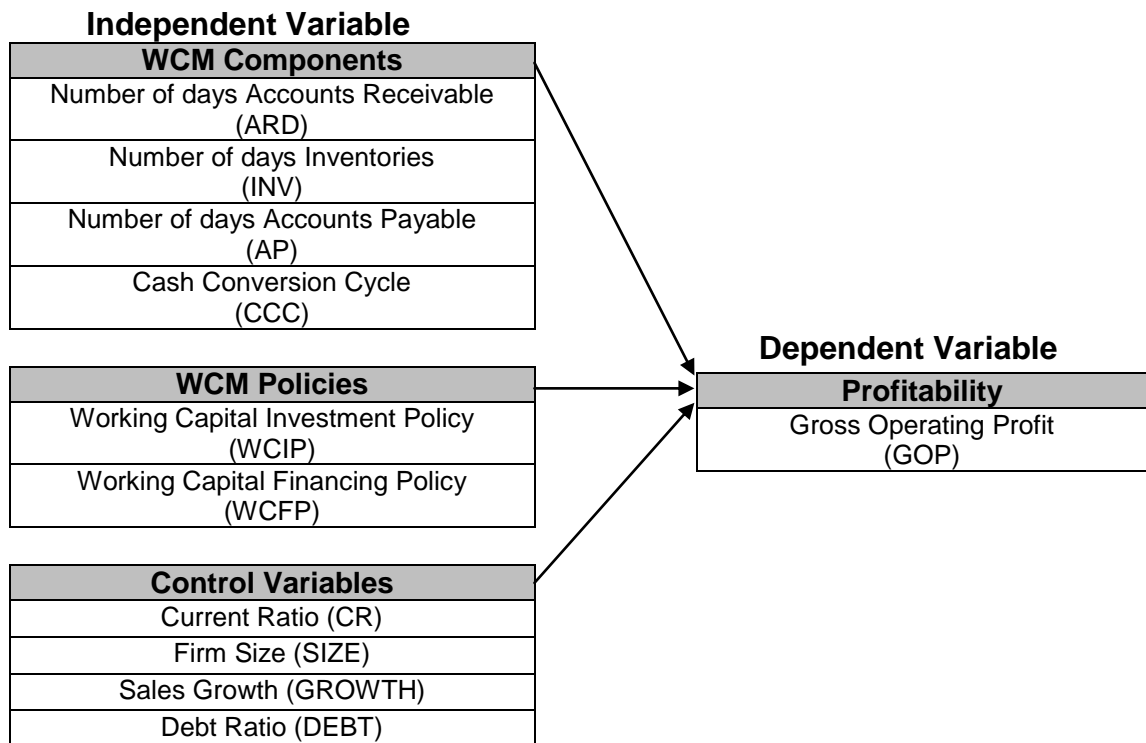 Independent Variable
WCM Components
Number of days Accounts Receivable
(ARD)
Number of days Inventories
(INV)
Number of days Accounts Payable
(AP)
Cash Conversion Cycle
(CCC)
WCM Policies
Working Capital Investment Policy
(WCIP)
Working Capital Financing Policy
(WCFP)
Control Variables
Current Ratio (CR)
Firm Size (SIZE)
Sales Growth (GROWTH)
Debt Ratio (DEBT)
Dependent Variable
Profitability
Gross Operating Profit
(GOP)